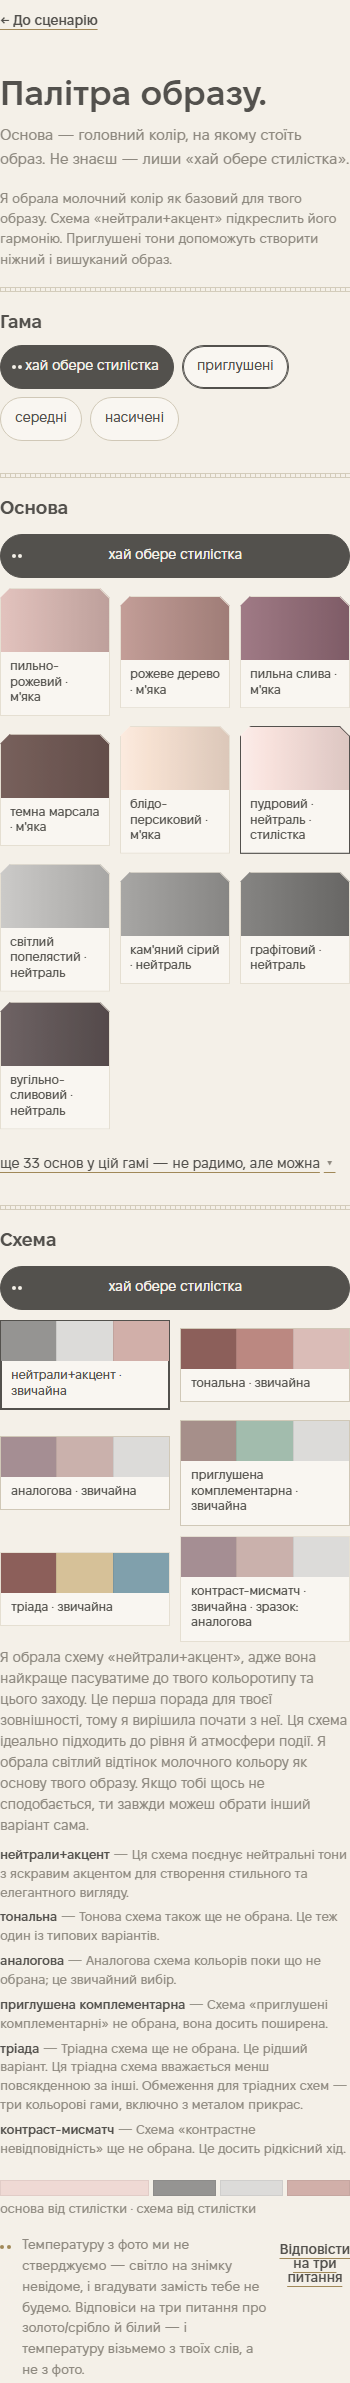 ← До сценарію
Палітра образу.
Основа — головний колір, на якому стоїть
образ. Не знаєш — лиши «хай обере стилістка».
Я обрала молочний колір як базовий для твого
образу. Схема «нейтрали+акцент» підкреслить його
гармонію. Приглушені тони допоможуть створити
ніжний і вишуканий образ.
Гама
хай обере стилістка
приглушені
середні
насичені
Основа
хай обере стилістка
пильно-
рожевий ·
м'яка
рожеве дерево
· м'яка
пильна слива ·
м'яка
темна марсала
· м'яка
блідо-
персиковий ·
м'яка
пудровий ·
нейтраль ·
стилістка
світлий
попелястий ·
нейтраль
кам'яний сірий
· нейтраль
графітовий ·
нейтраль
вугільно-
сливовий ·
нейтраль
ще 33 основ у цій гамі — не радимо, але можна
Схема
хай обере стилістка
нейтрали+акцент ·
звичайна
тональна · звичайна
аналогова · звичайна
приглушена
комплементарна ·
звичайна
тріада · звичайна
контраст-мисматч ·
звичайна · зразок:
аналогова
Я обрала схему «нейтрали+акцент», адже вона
найкраще пасуватиме до твого кольоротипу та
цього заходу. Це перша порада для твоєї
зовнішності, тому я вирішила почати з неї. Ця схема
ідеально підходить до рівня й атмосфери події. Я
обрала світлий відтінок молочного кольору як
основу твого образу. Якщо тобі щось не
сподобається, ти завжди можеш обрати інший
варіант сама.
нейтрали+акцент — Ця схема поєднує нейтральні тони
з яскравим акцентом для створення стильного та
елегантного вигляду.
тональна — Тонова схема також ще не обрана. Це теж
один із типових варіантів.
аналогова — Аналогова схема кольорів поки що не
обрана; це звичайний вибір.
приглушена комплементарна — Схема «приглушені
комплементарні» не обрана, вона досить поширена.
тріада — Тріадна схема ще не обрана. Це рідший
варіант. Ця тріадна схема вважається менш
повсякденною за інші. Обмеження для тріадних схем —
три кольорові гами, включно з металом прикрас.
контраст-мисматч — Схема «контрастне
невідповідність» ще не обрана. Це досить рідкісний хід.
основа від стилістки · схема від стилістки
Температуру з фото ми не
стверджуємо — світло на знімку
невідоме, і вгадувати замість тебе не
будемо. Відповіси на три питання про
золото/срібло й білий — і
температуру візьмемо з твоїх слів, а
не з фото.
Відповісти
на три
питання